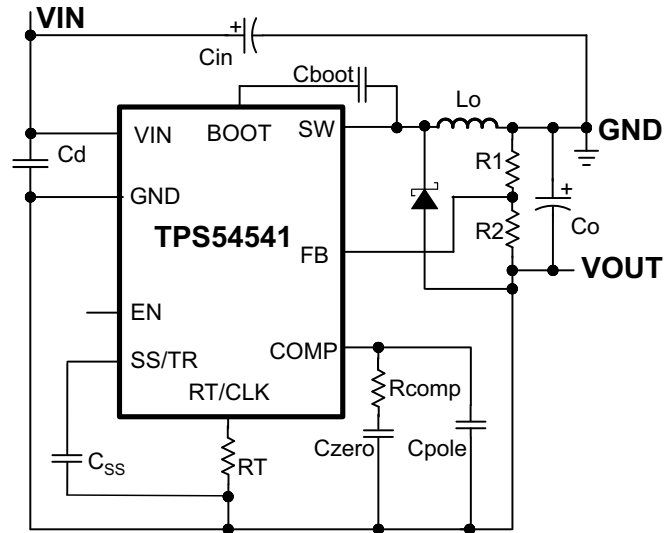 VIN
+
Cin
Cboot
Lo
VIN
BOOT
SW
GND
Cd
R1
GND
+
TPS54541
R2
Co
FB
VOUT
EN
COMP
SS/TR
RT/CLK
Rcomp
Czero
Cpole
CSS
RT